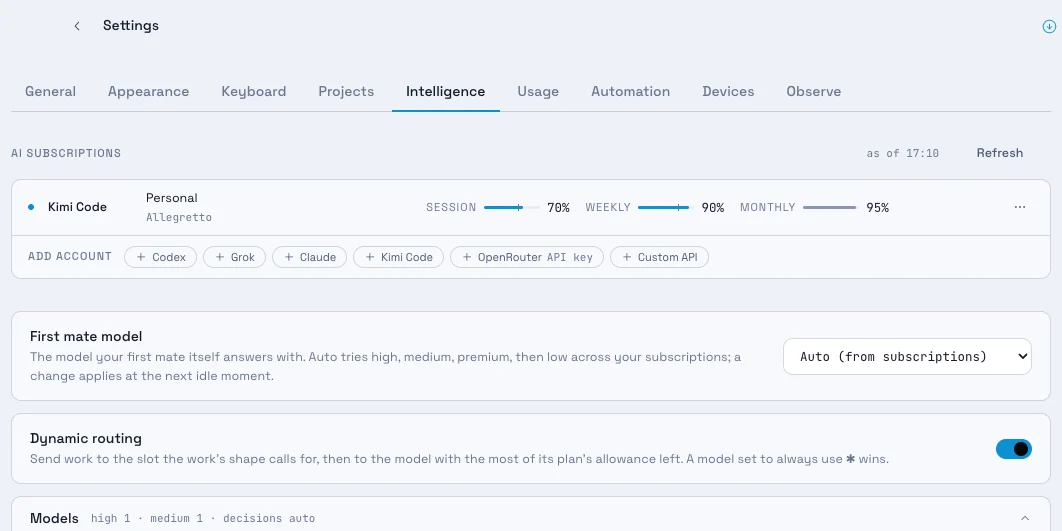 Settings
General Appearance Keyboard Projects Intelligence Usage Automation Devices Observe
AI SUBSCRIPTIONS as of 17:10 Refresh
Kimi Code Personal SESSION 70% WEEKLY 90% MONTHLY 95% ...
Allegretto
ADD ACCOUNT + Codex + Grok + Claude + Kimi Code + OpenRouter API key + Custom API
First mate model
The model your first mate itself answers with. Auto tries high, medium, premium, then low across your subscriptions; a
change applies at the next idle moment.
Auto (from subscriptions)
Dynamic routing
Send work to the slot the work's shape calls for, then to the model with the most of its plan's allowance left. A model set to always use ✱ wins.
Models high 1 · medium 1 · decisions auto